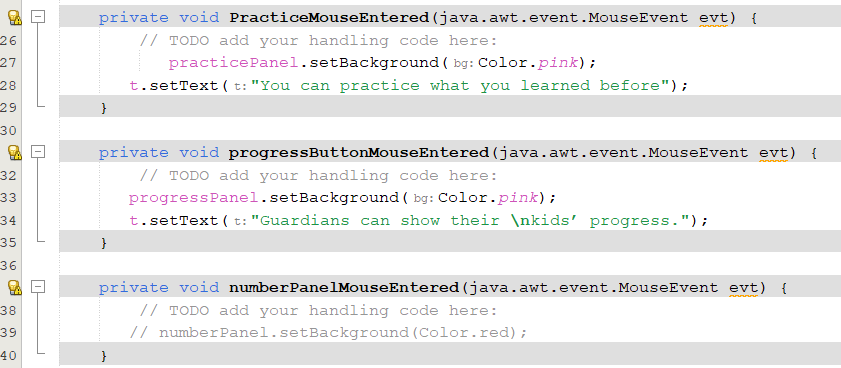 private void PracticeMouseEntered(java.awt.event.MouseEvent evt) {
26 // TODO add your handling code here:
27 practicePanel.setBackground( bg: Color.pink);
28 t.setText( t: "You can practice what you learned before");
29 }
30
private void progressButtonMouseEntered(java.awt.event.MouseEvent evt) {
32 // TODO add your handling code here:
33 progressPanel.setBackground( bg: Color.pink);
34 t.setText( t: "Guardians can show their \nkids’ progress.");
35 }
36
private void numberPanelMouseEntered(java.awt.event.MouseEvent evt) {
38 // TODO add your handling code here:
39 // numberPanel.setBackground(Color.red);
40 }